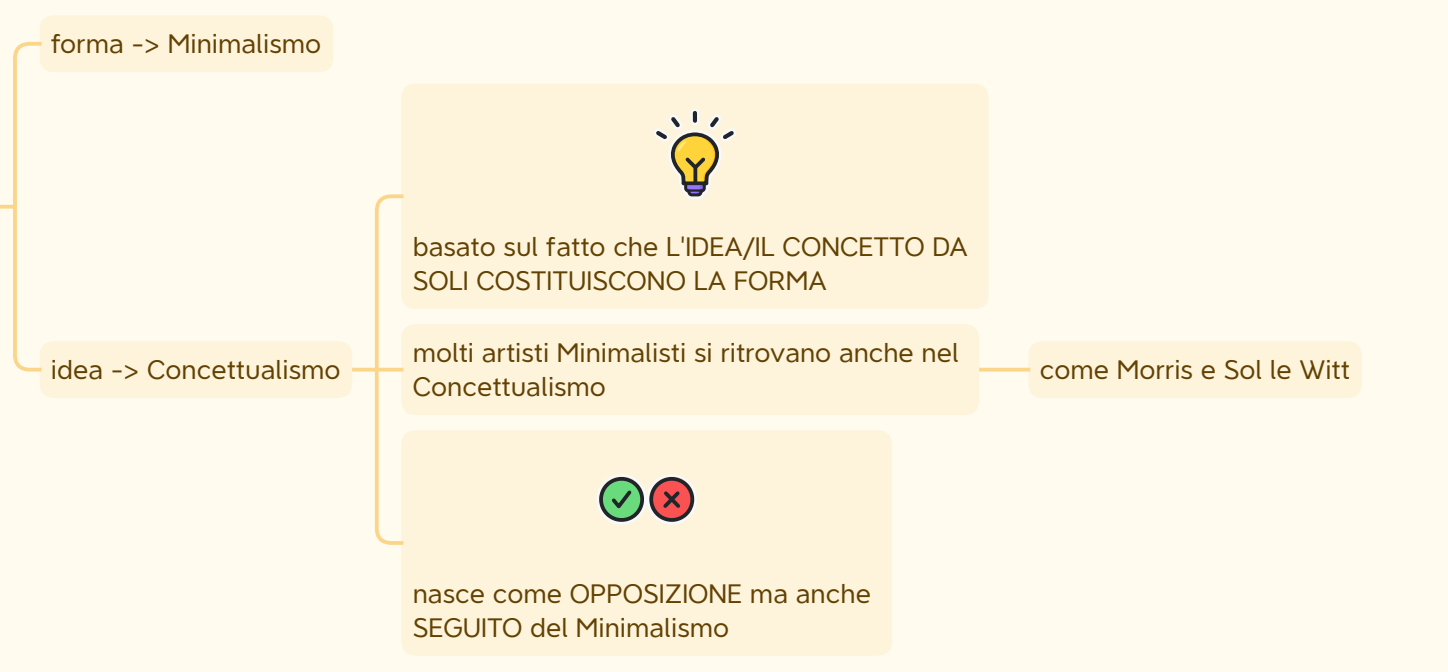 forma -> Minimalismo
idea -> Concettualismo
basato sul fatto che L'IDEA/IL CONCETTO DA
SOLI COSTITUISCONO LA FORMA
molti artisti Minimalisti si ritrovano anche nel
Concettualismo
come Morris e Sol le Witt
nasce come OPPOSIZIONE ma anche
SEGUITO del Minimalismo